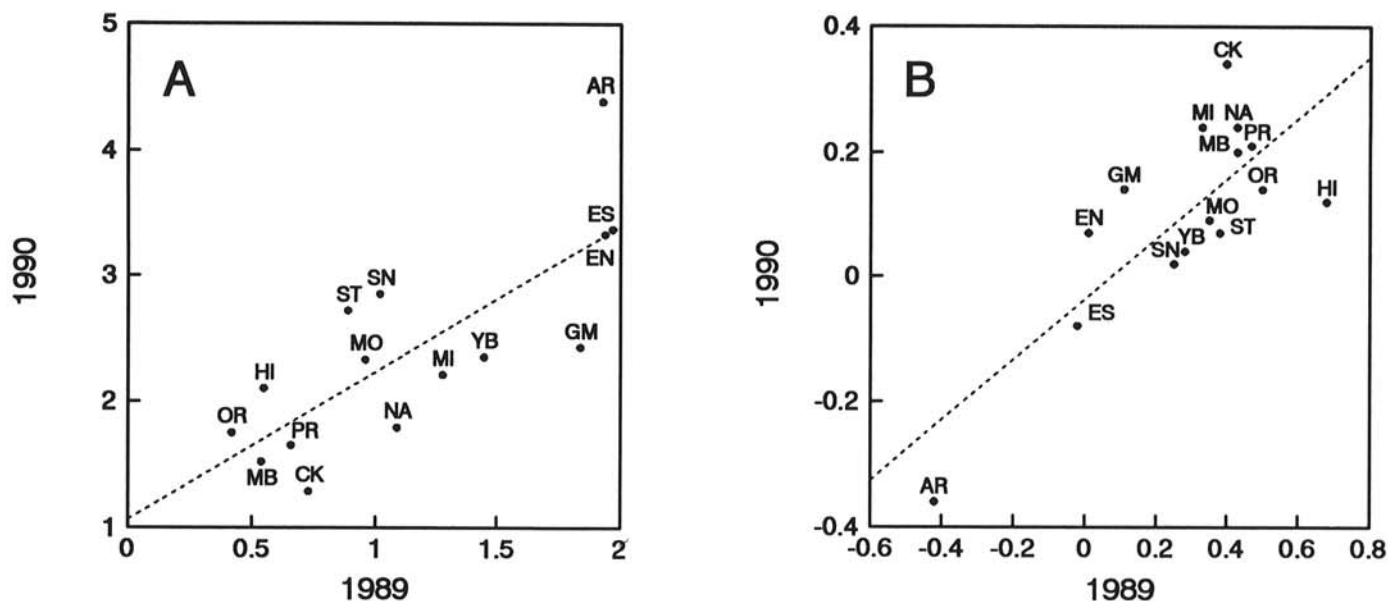 A
5
4
3
2
1
0
0.5
1
1.5
2
1990
1989
AR
ES
EN
SN
ST
MO
GM
YB
MI
HI
NA
OR
PR
MB
CK
B
0.4
0.2
0
-0.2
-0.4
-0.6
-0.4
-0.2
0
0.2
0.4
0.6
0.8
1990
1989
CK
MI
NA
MB
PR
GM
OR
HI
EN
MO
ST
SN
YB
ES
AR